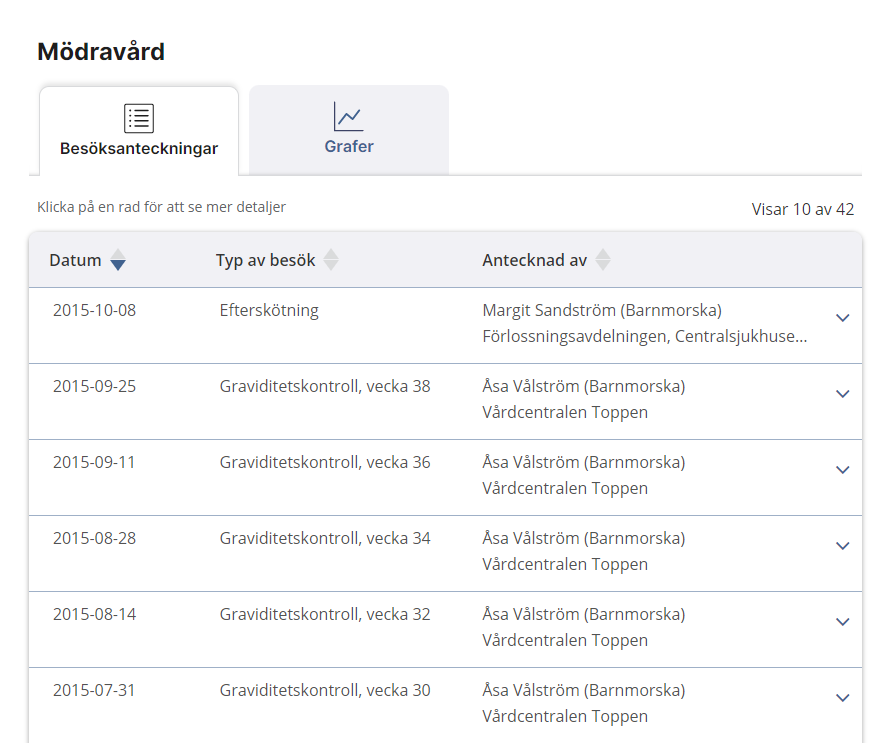 Mödravård
Besöksanteckningar
Grafer
Klicka på en rad för att se mer detaljer
Visar 10 av 42
Datum Typ av besök Antecknad av
2015-10-08 Efterskötning Margit Sandström (Barnmorska)
Förlossningsavdelningen, Centralsjukhuse...
2015-09-25 Graviditetskontroll, vecka 38 Åsa Vålström (Barnmorska)
Vårdcentralen Toppen
2015-09-11 Graviditetskontroll, vecka 36 Åsa Vålström (Barnmorska)
Vårdcentralen Toppen
2015-08-28 Graviditetskontroll, vecka 34 Åsa Vålström (Barnmorska)
Vårdcentralen Toppen
2015-08-14 Graviditetskontroll, vecka 32 Åsa Vålström (Barnmorska)
Vårdcentralen Toppen
2015-07-31 Graviditetskontroll, vecka 30 Åsa Vålström (Barnmorska)
Vårdcentralen Toppen